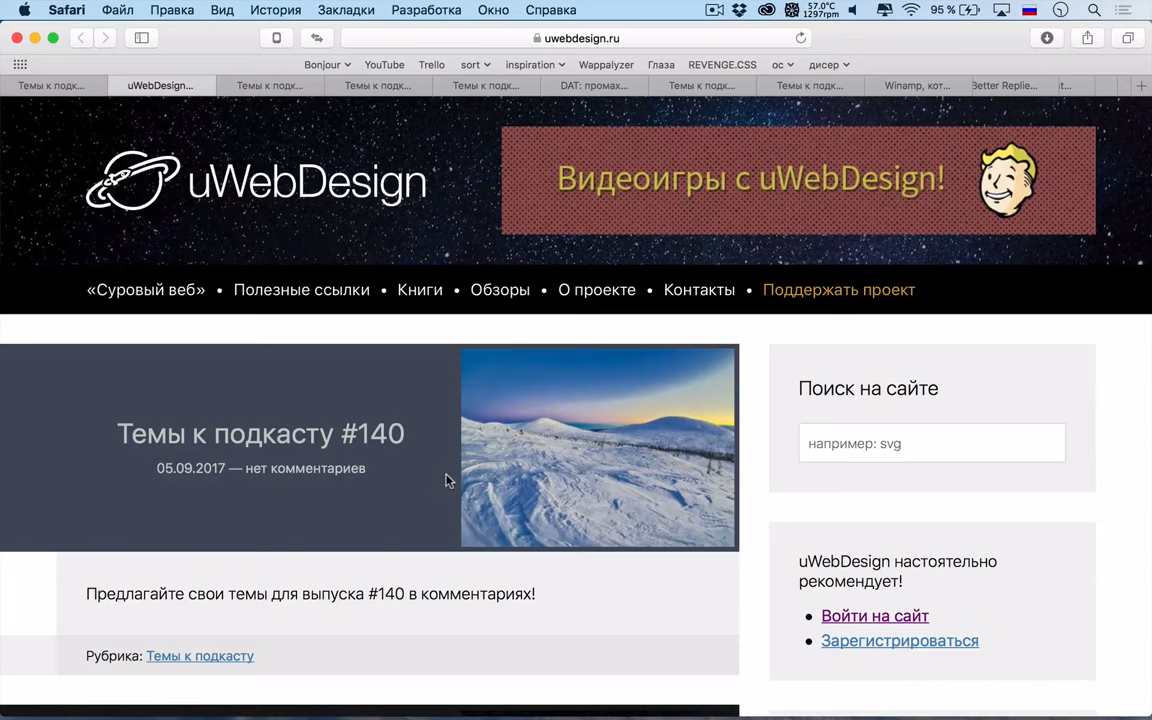 Safari Файл Правка Вид История Закладки Разработка Окно Справка 57.0°C 1297rpm 95 %
uwebdesign.ru
Bonjour YouTube Trello sort inspiration Wappalyzer Глаза REVENGE.CSS ос дисер
Темы к подк... uWebDesign... Темы к подк... Темы к подк... Темы к подк... DAT: промах... Темы к подк... Темы к подк... Winamp, кот... Better Replie...
uWebDesign
Видеоигры с uWebDesign!
«Суровый веб» • Полезные ссылки • Книги • Обзоры • О проекте • Контакты • Поддержать проект
Темы к подкасту #140
05.09.2017 — нет комментариев
Предлагайте свои темы для выпуска #140 в комментариях!
Рубрика: Темы к подкасту
Поиск на сайте
например: svg
uWebDesign настоятельно
рекомендует!
• Войти на сайт
• Зарегистрироваться